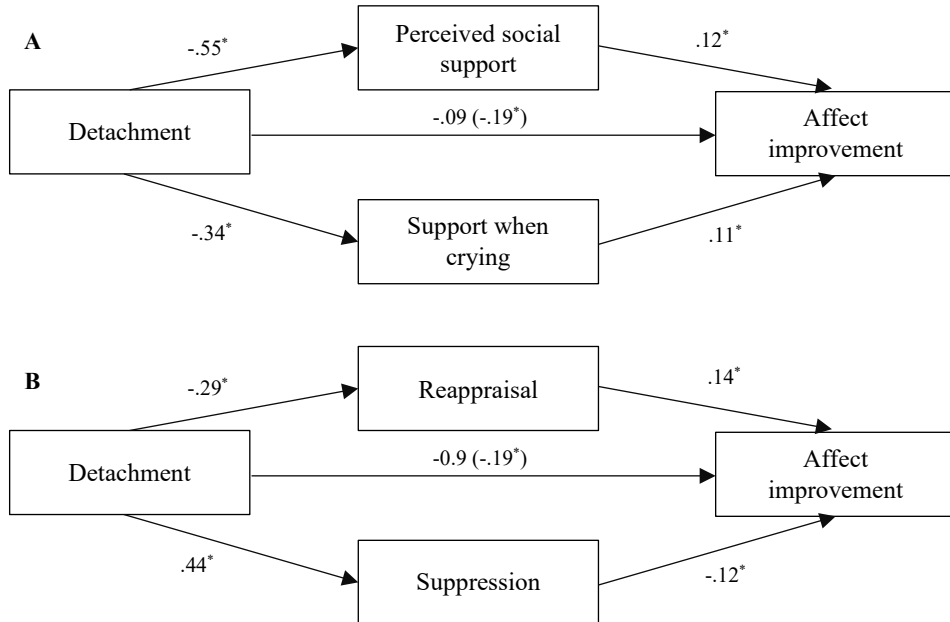 A
-.55*
Perceived social
support
.12*
Detachment
-.09 (-.19*)
Affect
improvement
-.34*
Support when
crying
.11*
B
-.29*
Reappraisal
.14*
Detachment
-0.9 (-.19*)
Affect
improvement
.44*
Suppression
-.12*